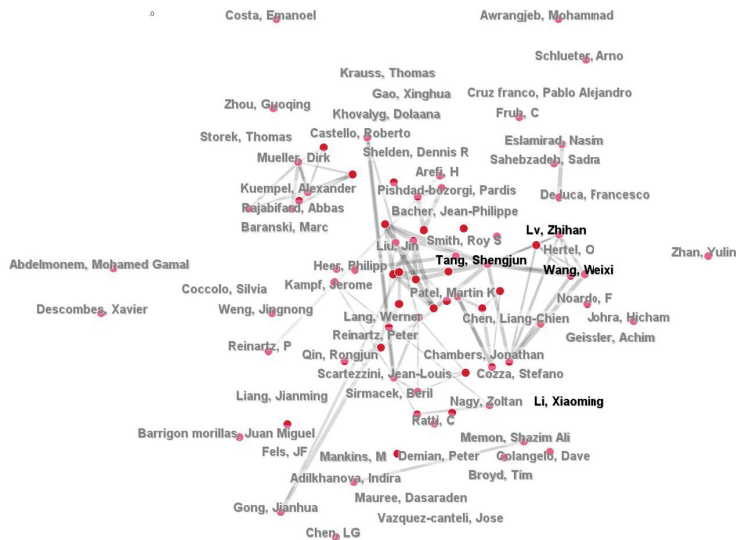 .0
Costa, Emanoel
Awrangjeb, Mohammad
Schlueter, Arno
Krauss, Thomas
Gao, Xinghua
Cruz franco, Pablo Alejandro
Zhou, Guoqing
Khovalyg, Dolaana
Fruh, C
Storek, Thomas
Castello, Roberto
Eslamirad, Nasim
Mueller, Dirk
Shelden, Dennis R
Sahebzadeh, Sadra
Arefi, H
Kuempel, Alexander
Pishdad-bozorgi, Pardis
DeJuca, Francesco
Rajabifard, Abbas
Bacher, Jean-Philippe
Baranski, Marc
Lv, Zhihan
Smith, Roy S
Liu, Jin
Hertel, O
Zhan, Yulin
Tang, Shengjun
Abdelmonem, Mohamed Gamal
Heer, Philipp
Wang, Weixi
Kampf, Jerome
Coccolo, Silvia
Patel, Martin K
Noardo, F
Descombes, Xavier
Weng, Jingnong
Chen, Liang-Chien
Johra, Hicham
Lang, Werner
Reinartz, Peter
Geissler, Achim
Reinartz, P
Qin, Rongjun
Chambers, Jonathan
Scartezzini, Jean-Louis
Cozza, Stefano
Liang, Jianming
Sirmacek, Beril
Nagy, Zoltan
Li, Xiaoming
Ratti, C
Barrigon morillas, Juan Miguel
Memon, Shazim Ali
Fels, JF
Mankins, M
Demian, Peter
Colangelo, Dave
Adilkhanova, Indira
Broyd, Tim
Mauree, Dasaraden
Gong, Jianhua
Vazquez-canteli, Jose
Chen, LG